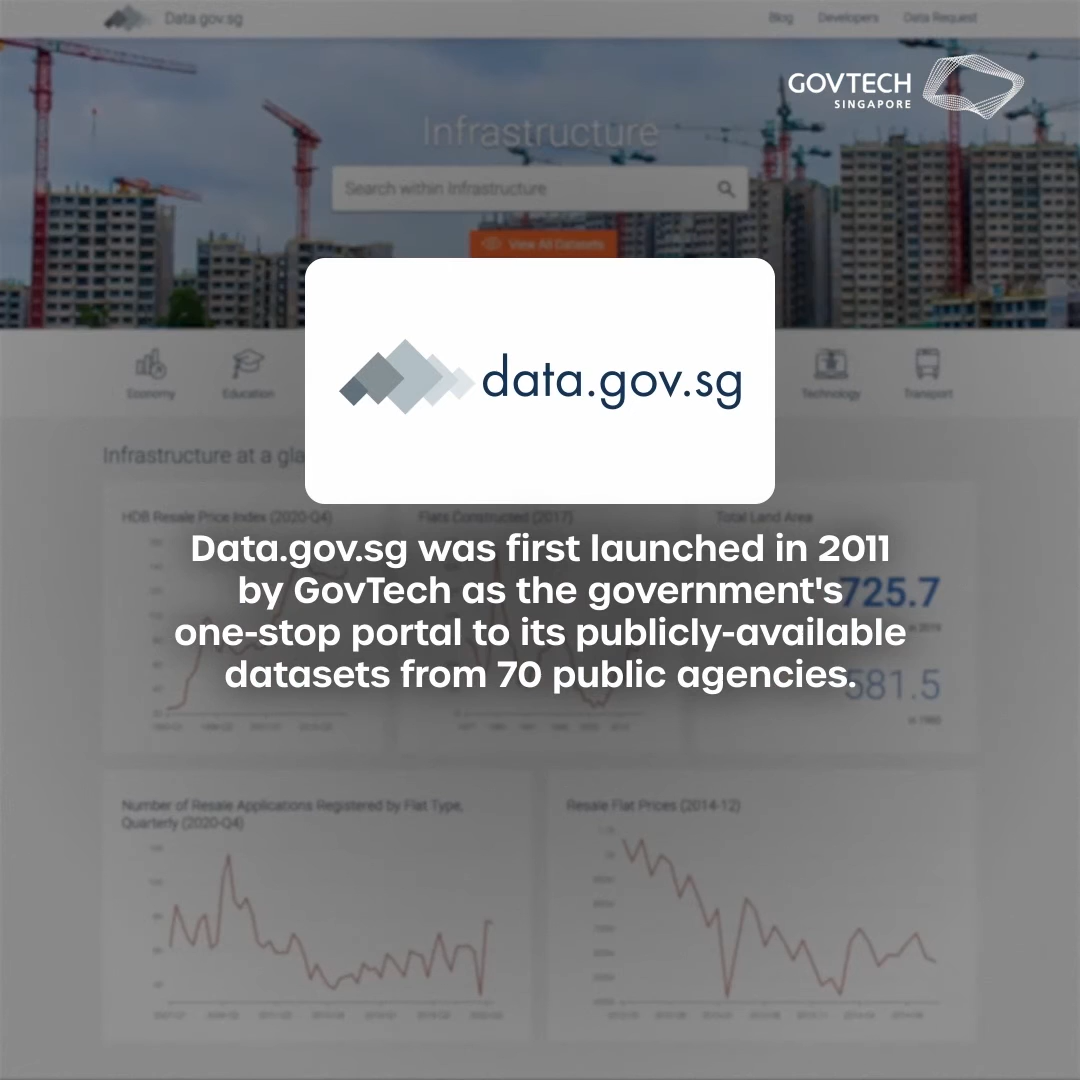 Data.gov.sg
Blog Developers Data Request
GOVTECH
SINGAPORE
Infrastructure
Search within Infrastructure
View All Datasets
data.gov.sg
Economy Education Technology Transport
Infrastructure at a gla
HDB Resale Price Index (2020-Q4) Flats Constructed (2017) Total Land Area
Data.gov.sg was first launched in 2011
by GovTech as the government's
one-stop portal to its publicly-available
datasets from 70 public agencies.
725.7
581.5
Number of Resale Applications Registered by Flat Type,
Quarterly (2020-Q4)
Resale Flat Prices (2014-12)